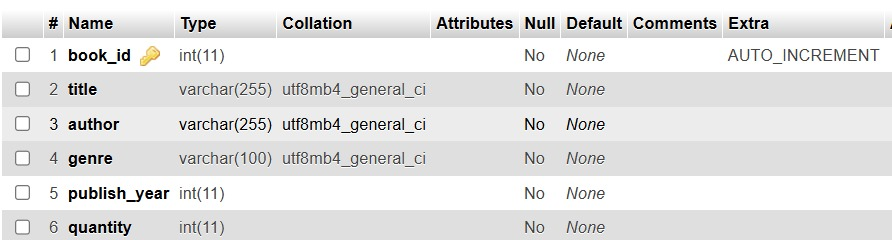 # Name Type Collation Attributes Null Default Comments Extra
1 book_id int(11) No None AUTO_INCREMENT
2 title varchar(255) utf8mb4_general_ci No None
3 author varchar(255) utf8mb4_general_ci No None
4 genre varchar(100) utf8mb4_general_ci No None
5 publish_year int(11) No None
6 quantity int(11) No None